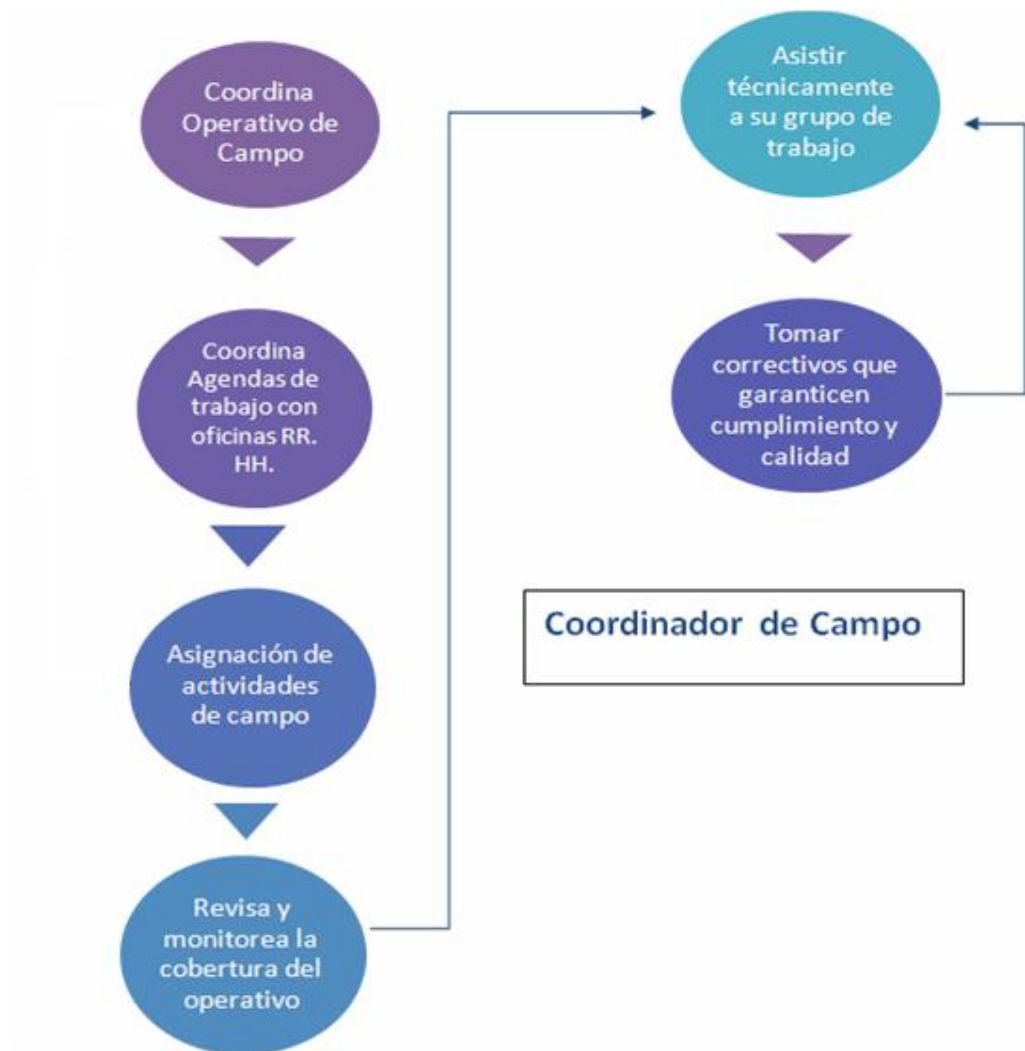 Coordina
Operativo de
Campo
Coordina
Agendas de
trabajo con
oficinas RR.
HH.
Asignación de
actividades
de campo
Revisa y
monitorea la
cobertura del
operativo
Asistir
técnicamente
a su grupo de
trabajo
Tomar
correctivos que
garanticen
cumplimiento y
calidad
Coordinador de Campo